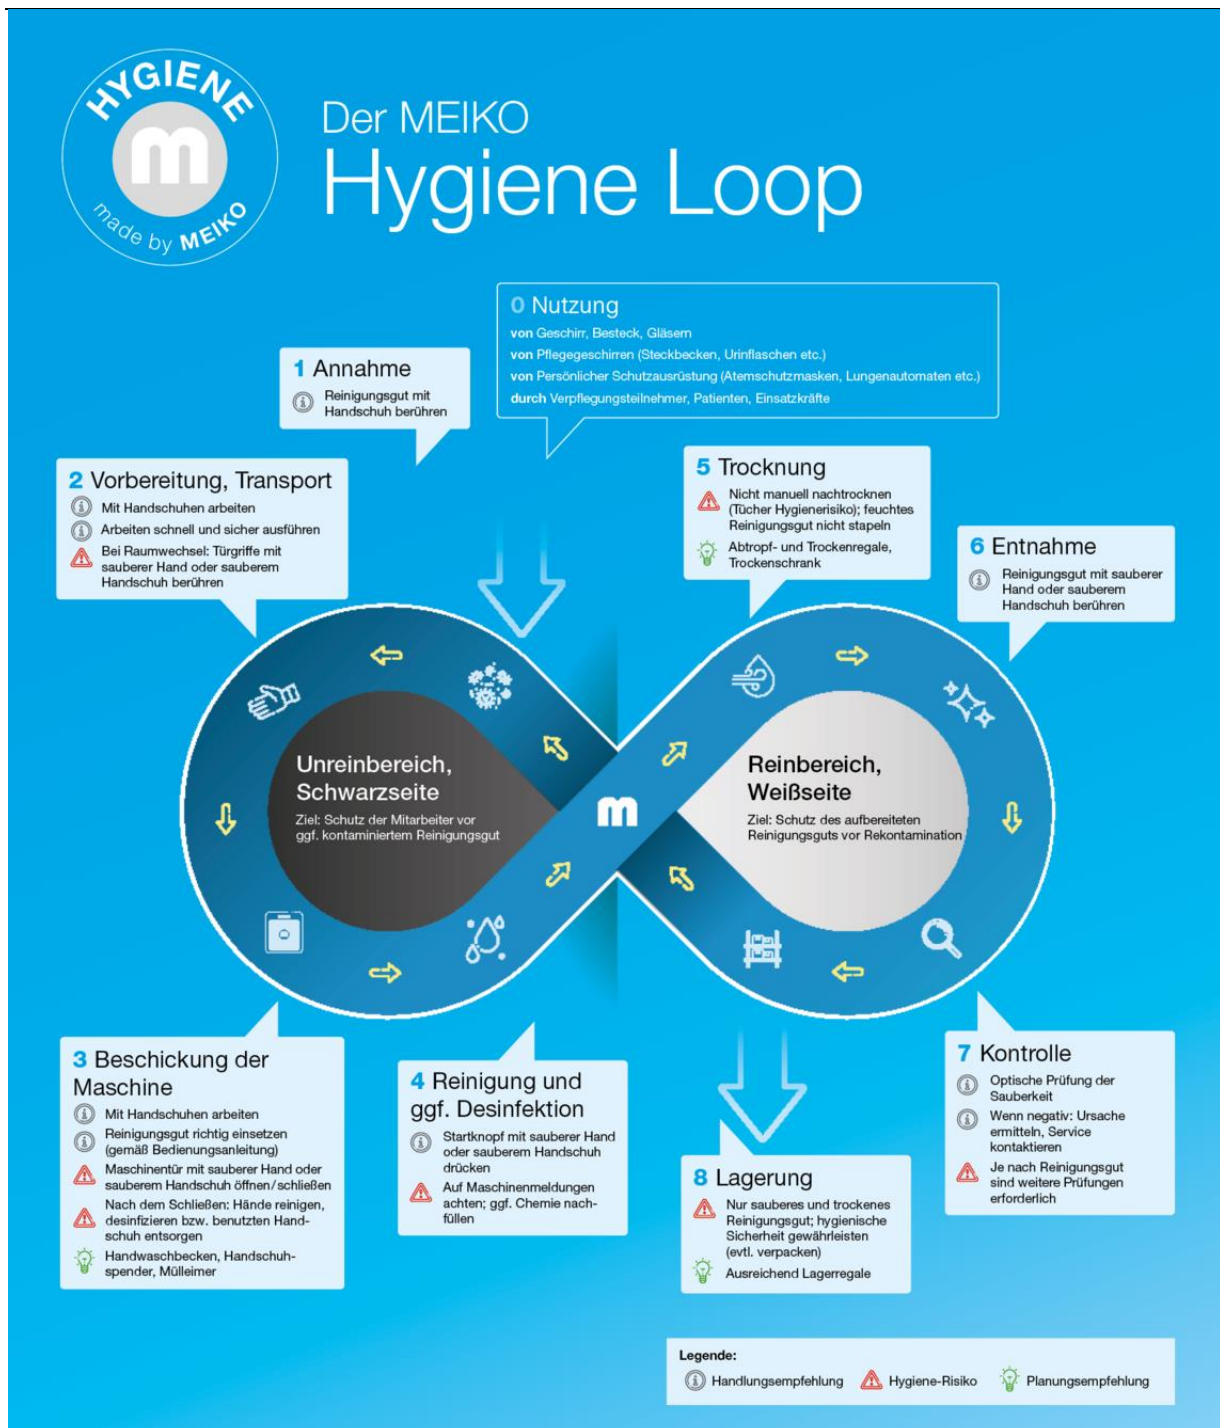 HYGIENE
m
made by MEIKO
Der MEIKO
Hygiene Loop
0 Nutzung
von Geschirr, Besteck, Gläsern
von Pflegegeschirren (Steckbecken, Urinflaschen etc.)
von Persönlicher Schutzausrüstung (Atemschutzmasken, Lungenautomaten etc.)
durch Verpflegungsteilnehmer, Patienten, Einsatzkräfte
1 Annahme
Reinigungsgut mit
Handschuh berühren
2 Vorbereitung, Transport
Mit Handschuhen arbeiten
Arbeiten schnell und sicher ausführen
Bei Raumwechsel: Türgriffe mit
sauberer Hand oder sauberem
Handschuh berühren
5 Trocknung
Nicht manuell nachtrocknen
(Tücher Hygienerisiko); feuchtes
Reinigungsgut nicht stapeln
Abtropf- und Trockenregale,
Trockenschrank
6 Entnahme
Reinigungsgut mit sauberer
Hand oder sauberem
Handschuh berühren
Unreinbereich,
Schwarzseite
Ziel: Schutz der Mitarbeiter vor
ggf. kontaminiertem Reinigungsgut
m
Reinbereich,
Weißseite
Ziel: Schutz des aufbereiteten
Reinigungsguts vor Rekontamination
3 Beschickung der
Maschine
Mit Handschuhen arbeiten
Reinigungsgut richtig einsetzen
(gemäß Bedienungsanleitung)
Maschinentür mit sauberer Hand oder
sauberem Handschuh öffnen/schließen
Nach dem Schließen: Hände reinigen,
desinfizieren bzw. benutzten Hand-
schuh entsorgen
Handwaschbecken, Handschuh-
spender, Mülleimer
4 Reinigung und
ggf. Desinfektion
Startknopf mit sauberer Hand
oder sauberem Handschuh
drücken
Auf Maschinenmeldungen
achten; ggf. Chemie nach-
füllen
7 Kontrolle
Optische Prüfung der
Sauberkeit
Wenn negativ: Ursache
ermitteln, Service
kontaktieren
Je nach Reinigungsgut
sind weitere Prüfungen
erforderlich
8 Lagerung
Nur sauberes und trockenes
Reinigungsgut; hygienische
Sicherheit gewährleisten
(evtl. verpacken)
Ausreichend Lagerregale
Legende:
Handlungsempfehlung
Hygiene-Risiko
Planungsempfehlung